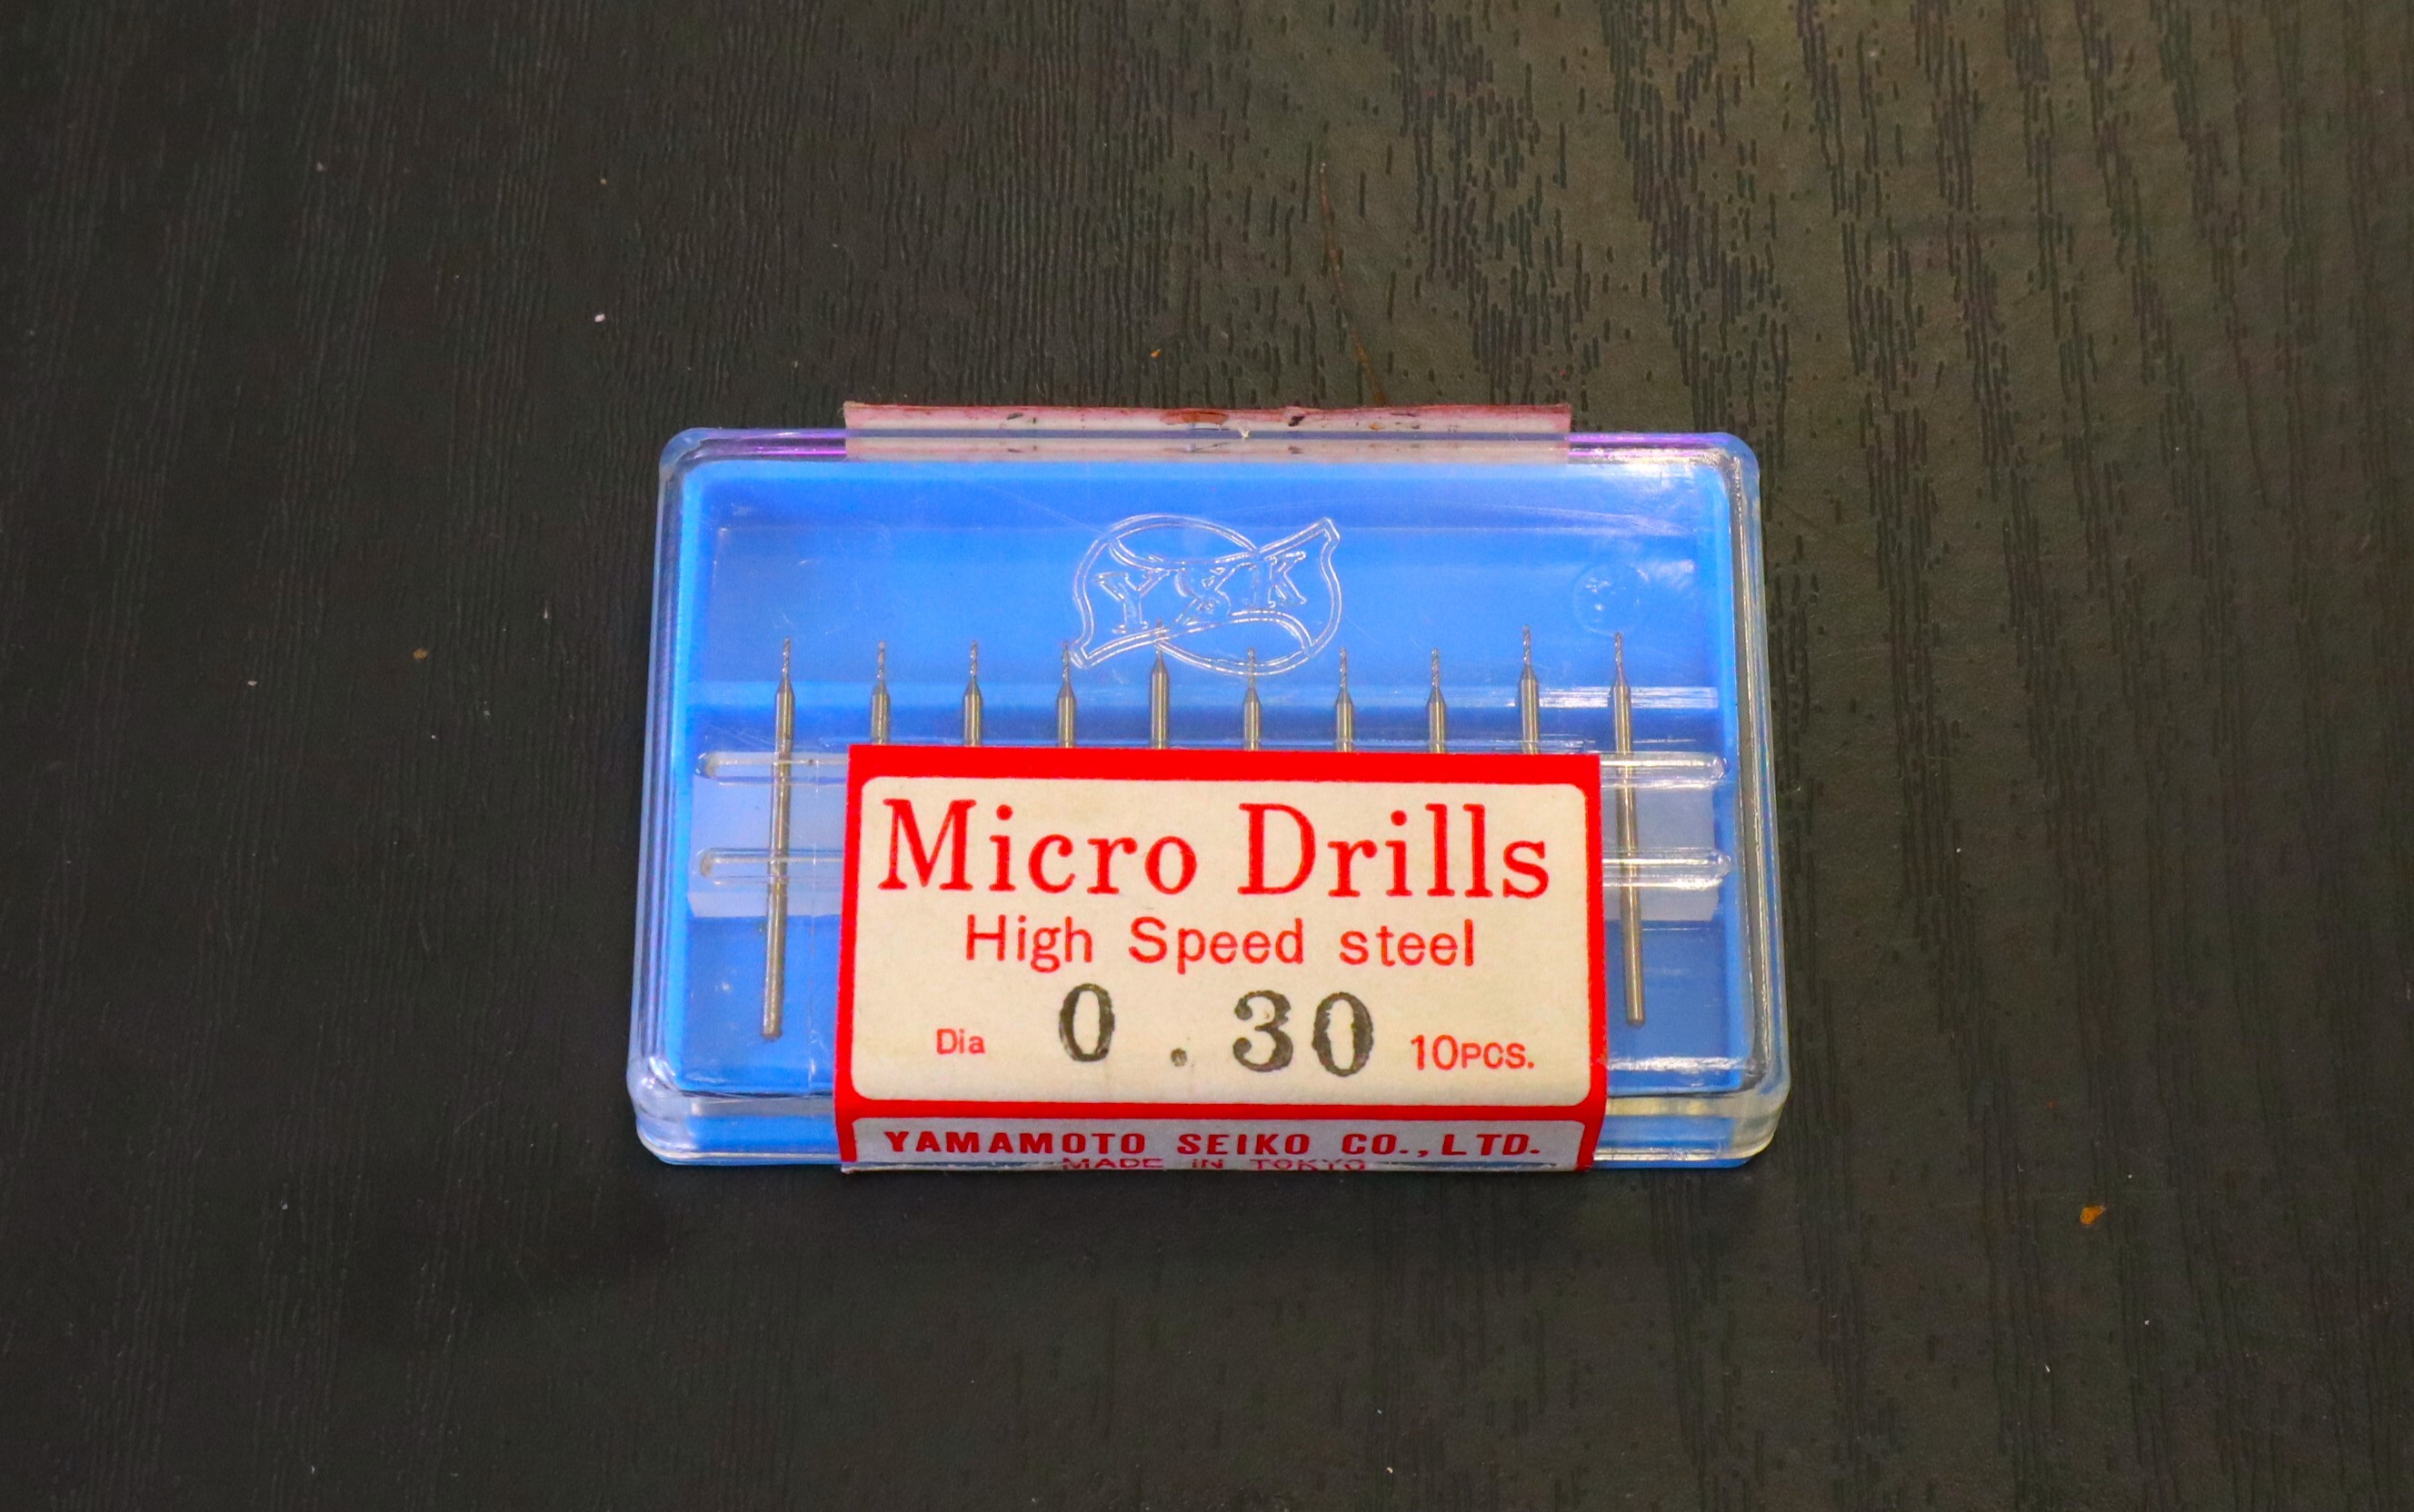 YSK
Micro Drills
High Speed steel
Dia 0.30 10PCS.
YAMAMOTO SEIKO CO.,LTD.
MADE IN TOKYO